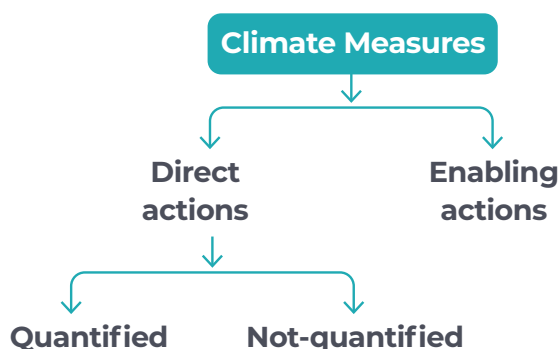 Climate Measures
Direct
actions
Enabling
actions
Quantified
Not-quantified